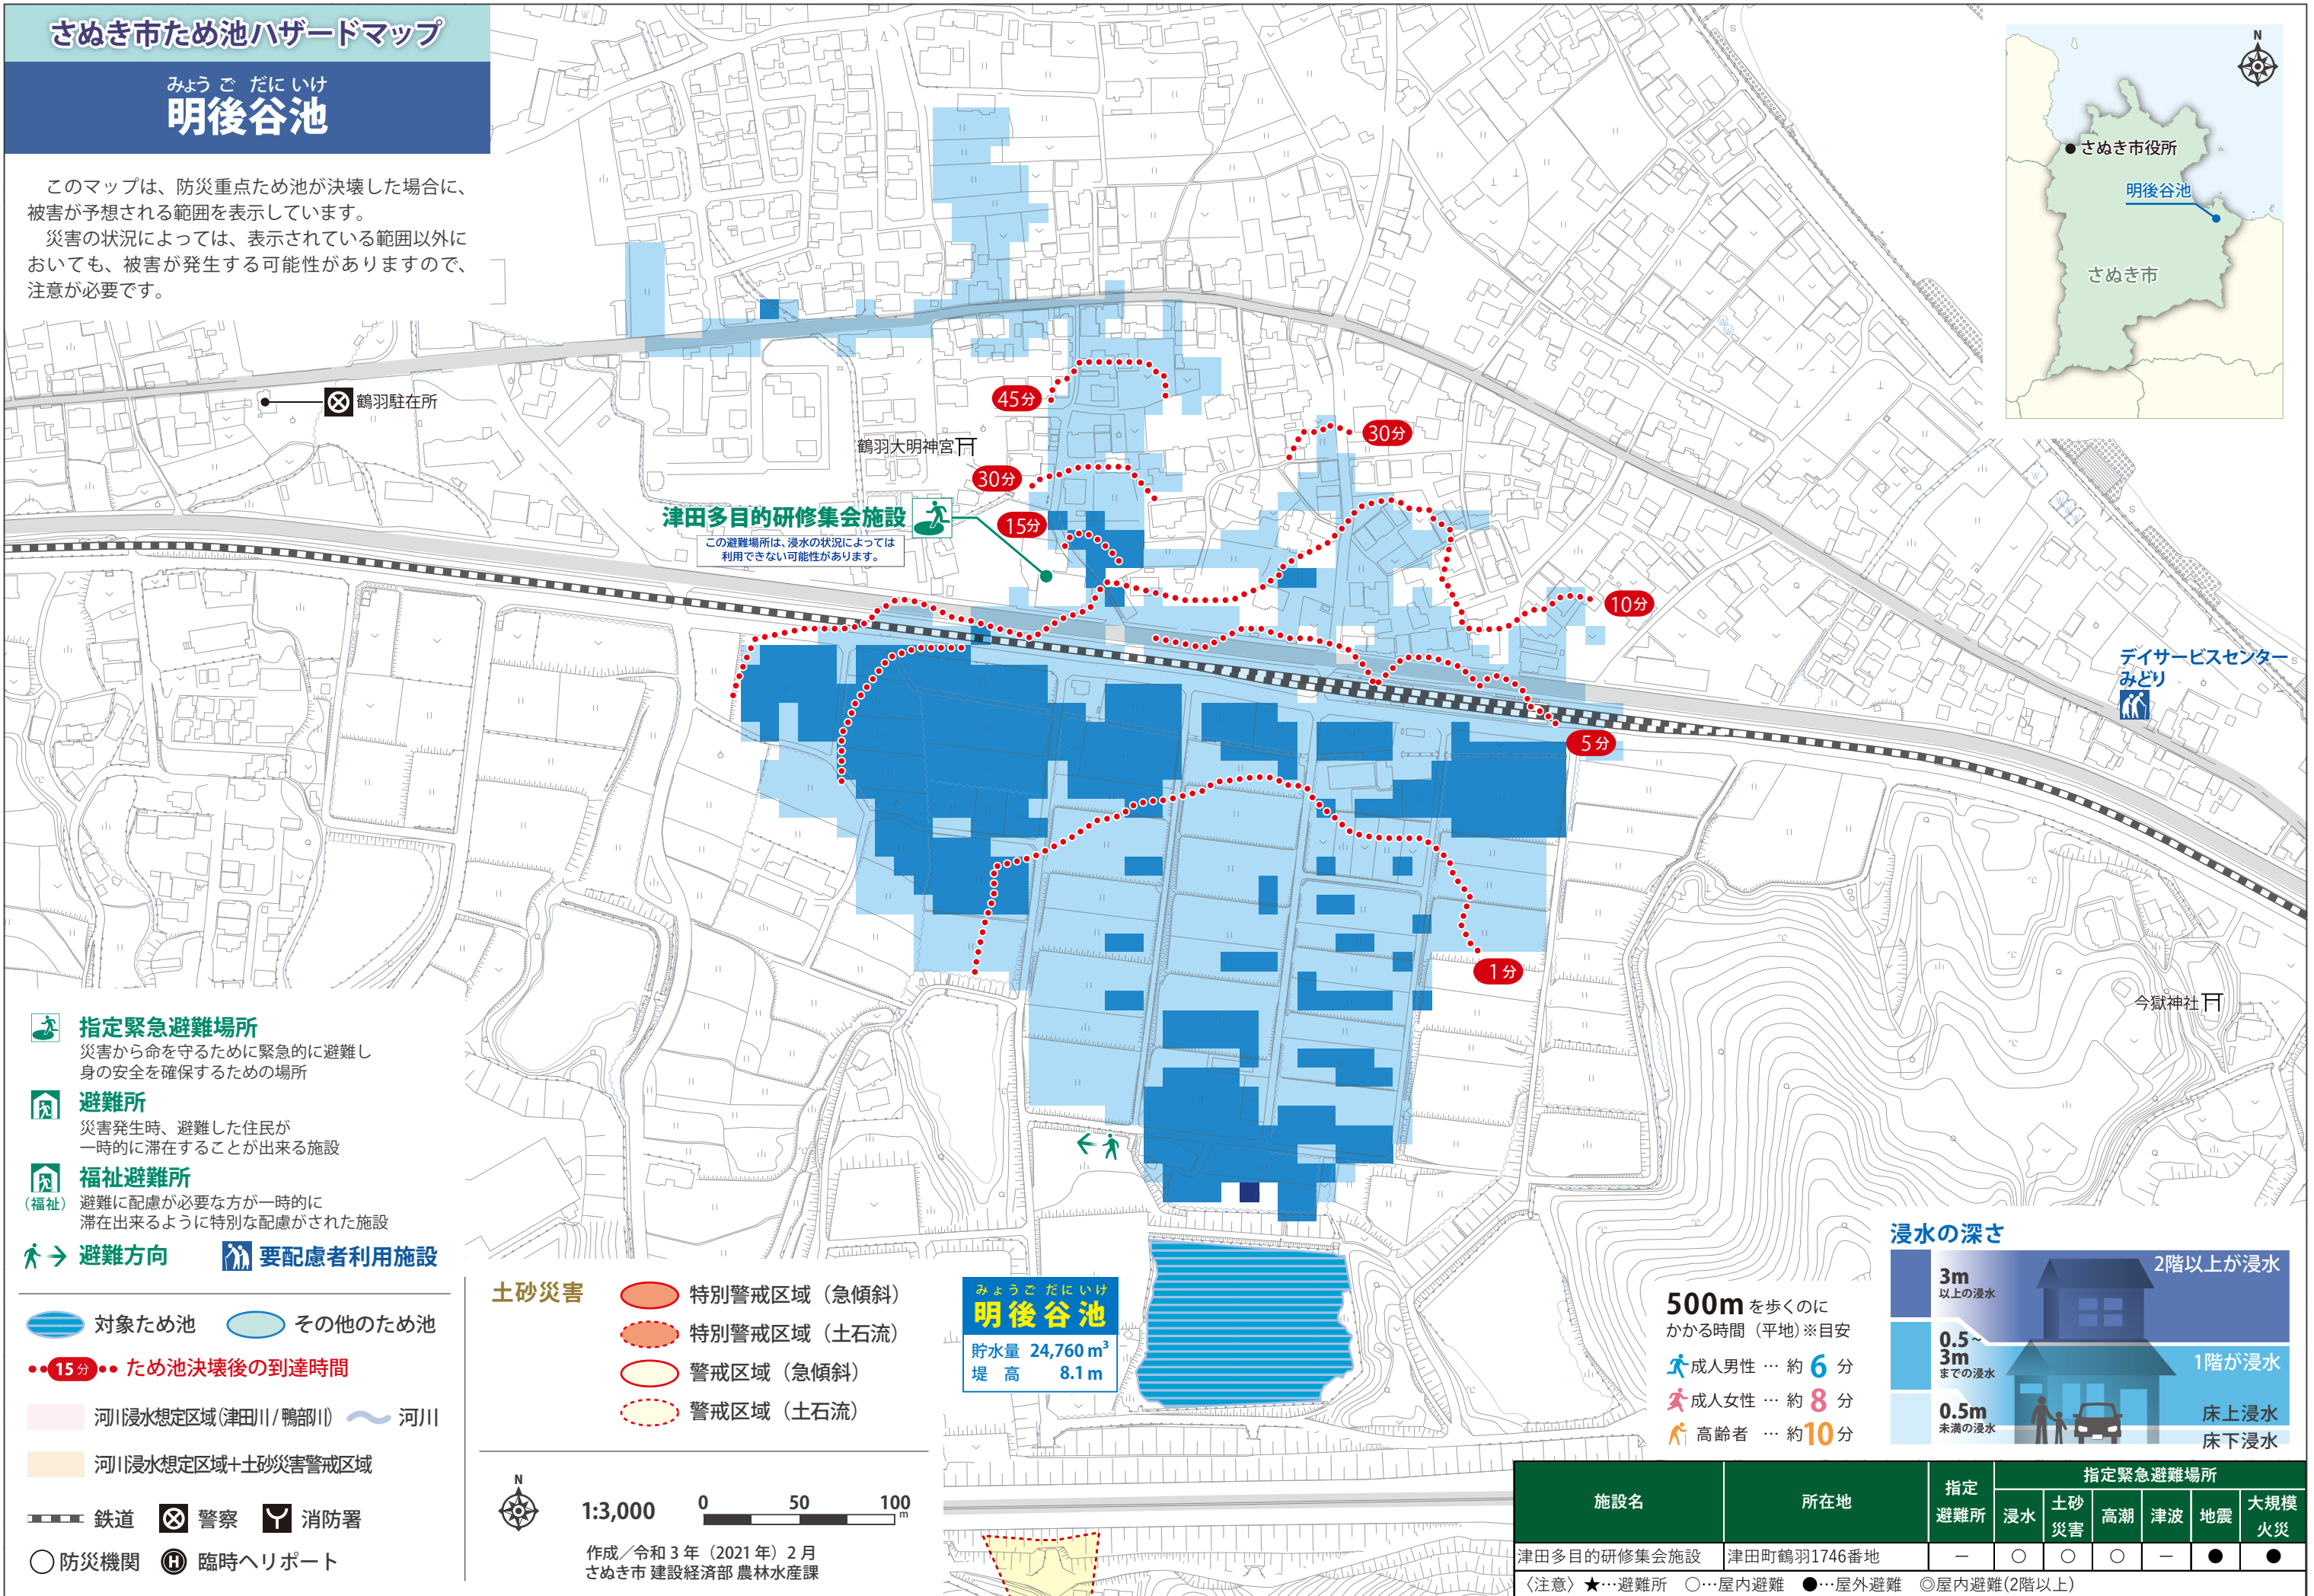 さぬき市ため池ハザードマップ
みょう ご だに いけ
明後谷池
このマップは、防災重点ため池が決壊した場合に、
被害が予想される範囲を表示しています。
災害の状況によっては、表示されている範囲以外に
おいても、被害が発生する可能性がありますので、
注意が必要です。
N
さぬき市役所
明後谷池
さぬき市
鶴羽駐在所
45分
鶴羽大明神宮
30分
30分
津田多目的研修集会施設
この避難場所は、浸水の状況によっては
利用できない可能性があります。
15分
10分
デイサービスセンター
みどり
5分
1分
今獄神社
指定緊急避難場所
災害から命を守るために緊急的に避難し
身の安全を確保するための場所
避難所
災害発生時、避難した住民が
一時的に滞在することが出来る施設
福祉避難所
(福祉) 避難に配慮が必要な方が一時的に
滞在出来るように特別な配慮がされた施設
避難方向 要配慮者利用施設
対象ため池 その他のため池
15分 ため池決壊後の到達時間
河川浸水想定区域(津田川/鴨部川) 河川
河川浸水想定区域+土砂災害警戒区域
鉄道 警察 消防署
防災機関 H 臨時ヘリポート
土砂災害
特別警戒区域(急傾斜)
特別警戒区域(土石流)
警戒区域(急傾斜)
警戒区域(土石流)
N
1:3,000
0 50 100
m
作成/令和3年(2021年)2月
さぬき市 建設経済部 農林水産課
みょうご だにいけ
明後谷池
貯水量 24,760m³
堤 高 8.1m
500mを歩くのに
かかる時間(平地)※目安
成人男性 … 約6分
成人女性 … 約8分
高齢者 … 約10分
浸水の深さ
3m
以上の浸水
2階以上が浸水
0.5~
3m
までの浸水
1階が浸水
0.5m
未満の浸水
床上浸水
床下浸水
施設名 所在地 指定避難所 指定緊急避難場所
浸水 土砂災害 高潮 津波 地震 大規模火災
津田多目的研修集会施設 津田町鶴羽1746番地 ― ○ ○ ○ ― ● ●
〈注意〉★…避難所 ○…屋内避難 ●…屋外避難 ◎屋内避難(2階以上)